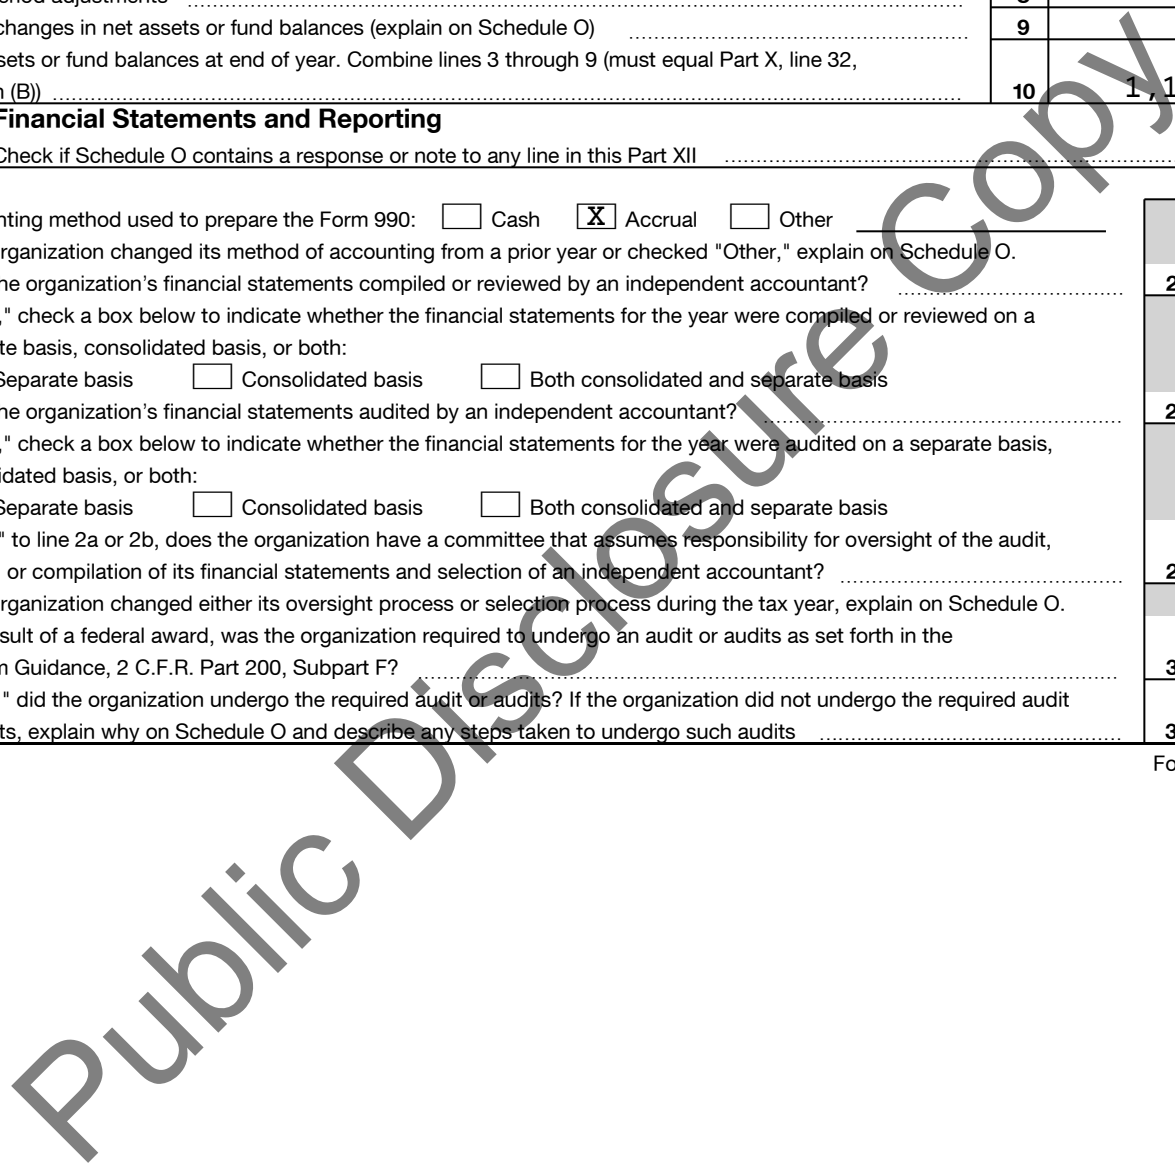 changes in net assets or fund balances (explain on Schedule O) 9
sets or fund balances at end of year. Combine lines 3 through 9 (must equal Part X, line 32,
(B)) 10 1,1
Financial Statements and Reporting
Check if Schedule O contains a response or note to any line in this Part XII
nting method used to prepare the Form 990: Cash X Accrual Other
rganization changed its method of accounting from a prior year or checked "Other," explain on Schedule O.
he organization's financial statements compiled or reviewed by an independent accountant? 2
," check a box below to indicate whether the financial statements for the year were compiled or reviewed on a
te basis, consolidated basis, or both:
Separate basis Consolidated basis Both consolidated and separate basis
he organization's financial statements audited by an independent accountant? 2
," check a box below to indicate whether the financial statements for the year were audited on a separate basis,
idated basis, or both:
Separate basis Consolidated basis Both consolidated and separate basis
" to line 2a or 2b, does the organization have a committee that assumes responsibility for oversight of the audit,
or compilation of its financial statements and selection of an independent accountant? 2
rganization changed either its oversight process or selection process during the tax year, explain on Schedule O.
sult of a federal award, was the organization required to undergo an audit or audits as set forth in the
m Guidance, 2 C.F.R. Part 200, Subpart F? 3
" did the organization undergo the required audit or audits? If the organization did not undergo the required audit
ts, explain why on Schedule O and describe any steps taken to undergo such audits 3
Fo
Public Disclosure Copy